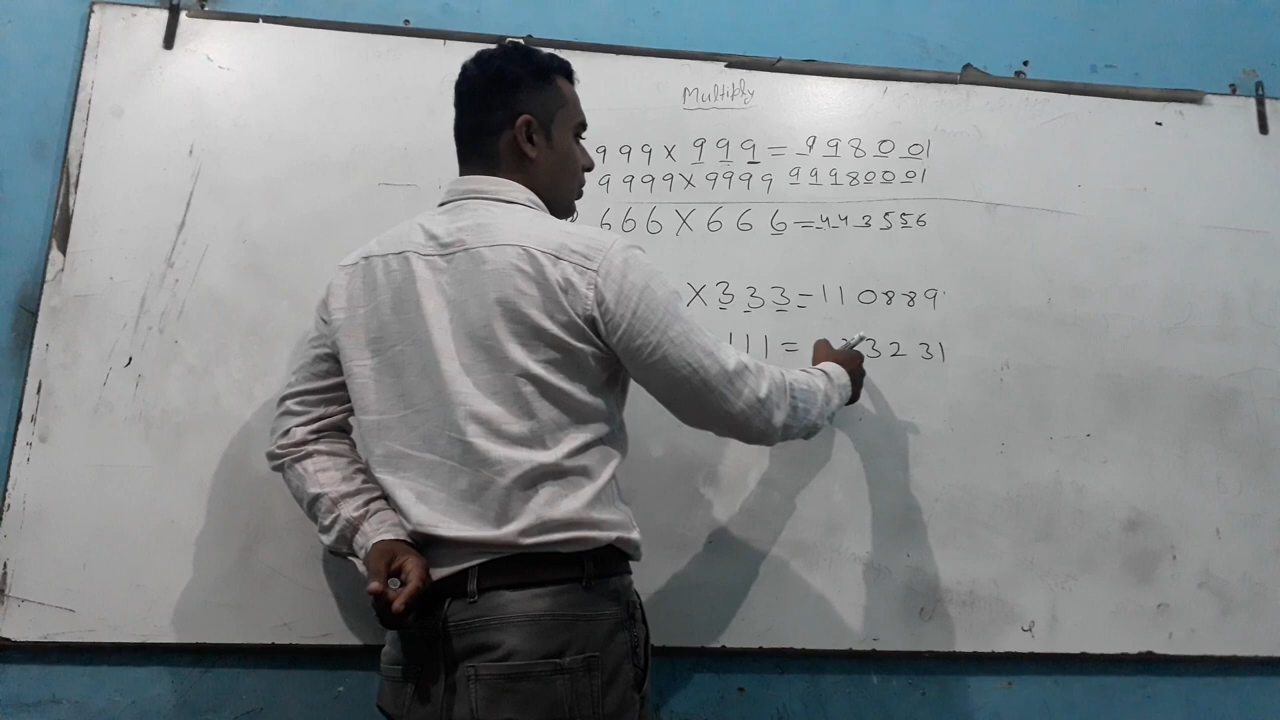 Multiply
999 x 999 = 998001
9999 x 9999 99980001
666 x 666 = 443556
x 333 = 110889
111 = 3231